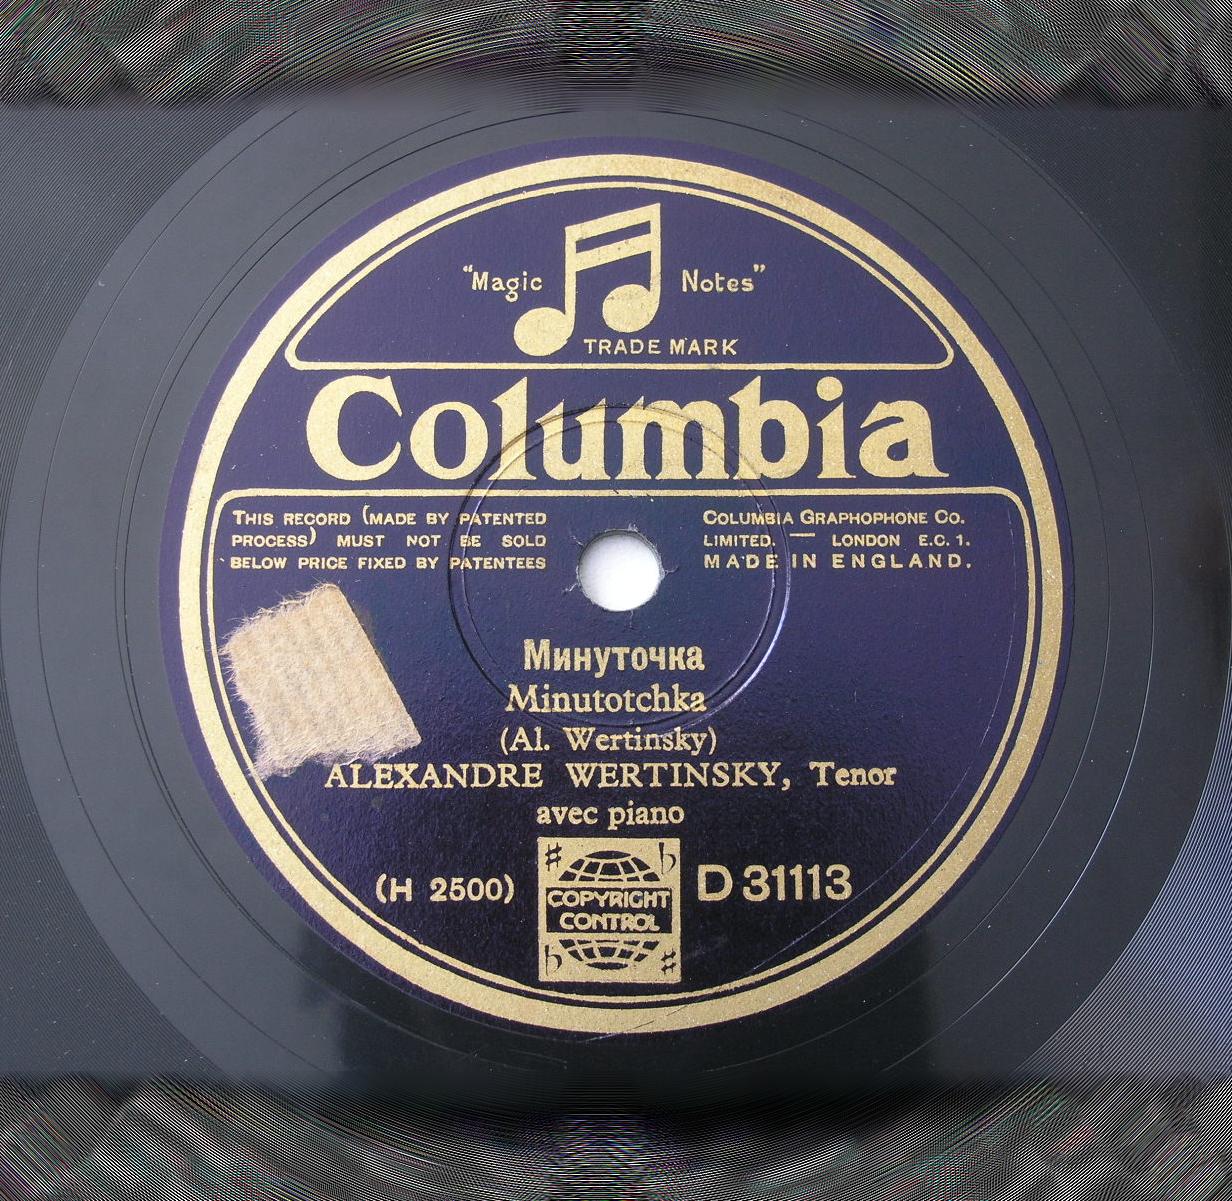 "Magic Notes"
TRADE MARK
Columbia
THIS RECORD (MADE BY PATENTED
PROCESS) MUST NOT BE SOLD
BELOW PRICE FIXED BY PATENTEES
COLUMBIA GRAPHOPHONE CO.
LIMITED. — LONDON E.C.1.
MADE IN ENGLAND.
Минуточка
Minutotchka
(Al. Wertinsky)
ALEXANDRE WERTINSKY, Tenor
avec piano
(H 2500)
♯ ♭
COPYRIGHT
CONTROL
♭ ♯
D 31113